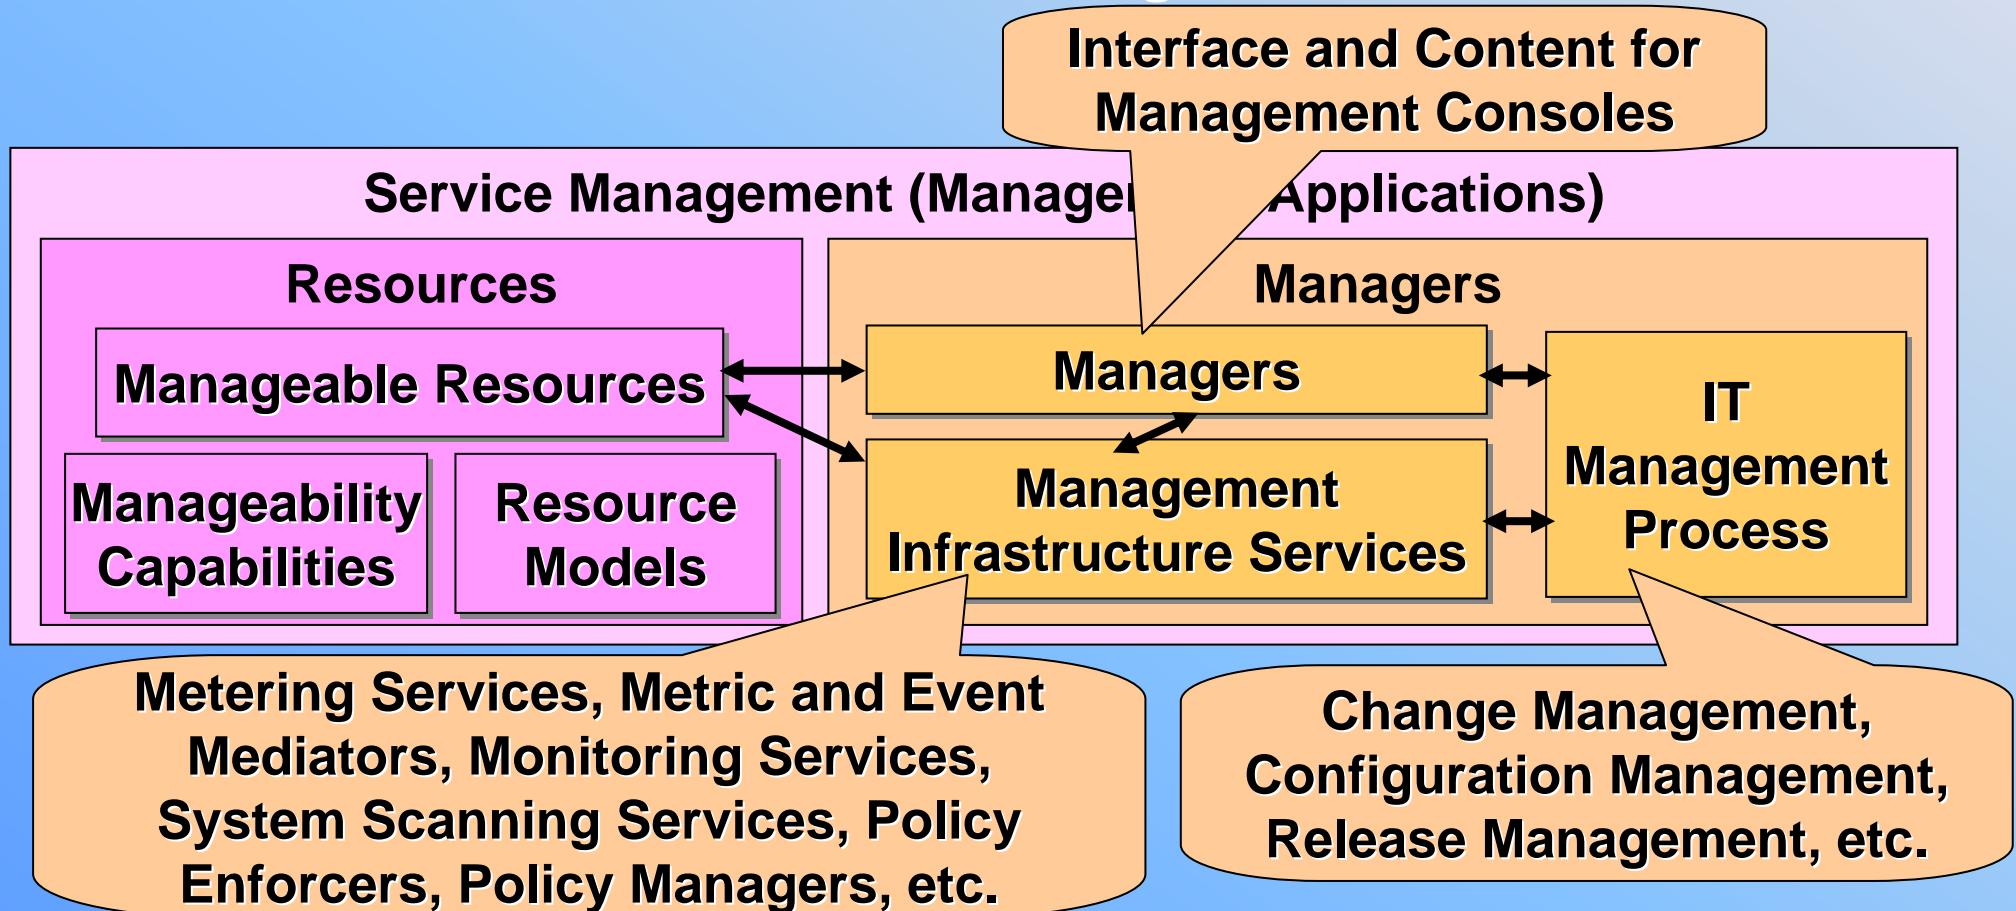 Interface and Content for
Management Consoles
Service Management (Manager Applications)
Resources
Managers
Manageable Resources
Managers
IT
Management
Process
Manageability
Capabilities
Resource
Models
Management
Infrastructure Services
Metering Services, Metric and Event
Mediators, Monitoring Services,
System Scanning Services, Policy
Enforcers, Policy Managers, etc.
Change Management,
Configuration Management,
Release Management, etc.